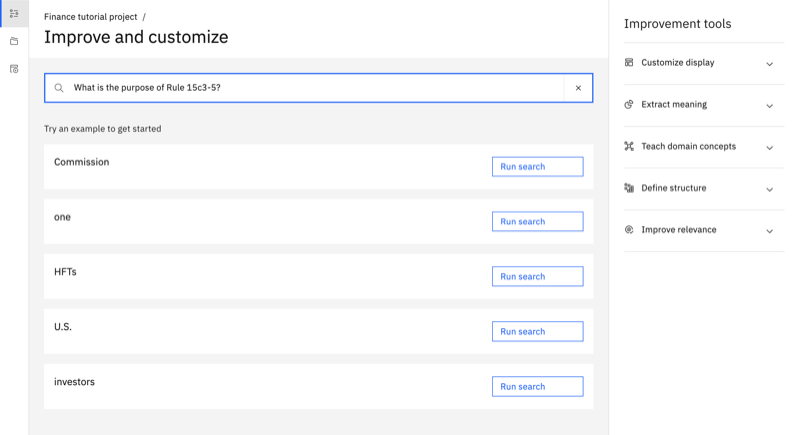 Finance tutorial project /
Improve and customize
What is the purpose of Rule 15c3-5?
Try an example to get started
Commission
Run search
one
Run search
HFTs
Run search
U.S.
Run search
investors
Run search
Improvement tools
Customize display
Extract meaning
Teach domain concepts
Define structure
Improve relevance